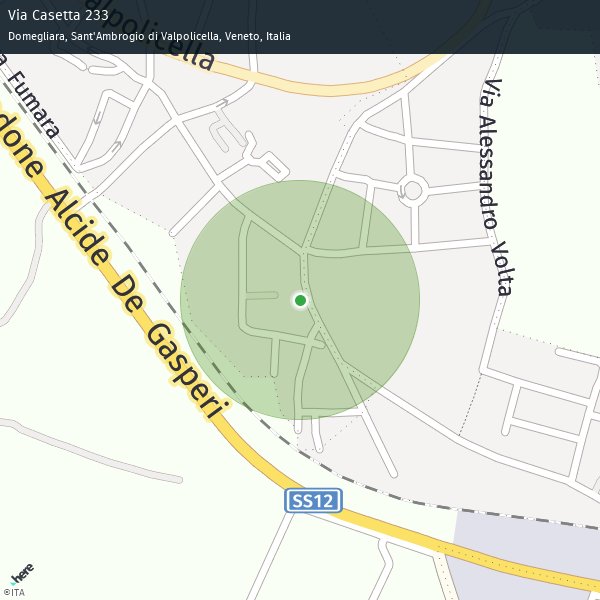 Via Casetta 233
Domegliara, Sant'Ambrogio di Valpolicella, Veneto, Italia
alpolicella
a Fumara
Via Alessandro Volta
done Alcide De Gasperi
SS12
here
©ITA